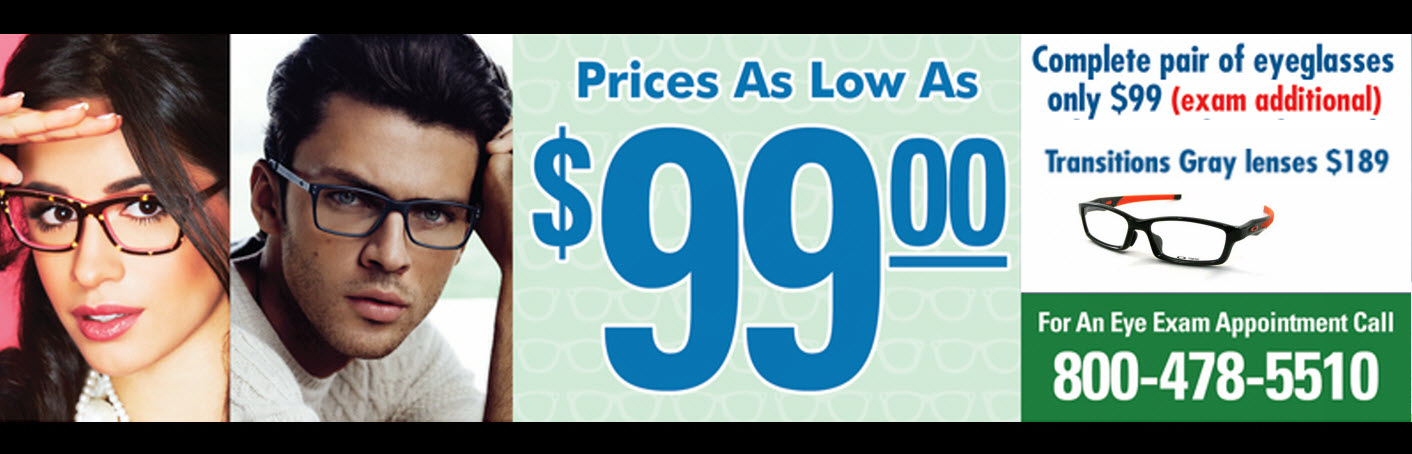 Prices As Low As
$99 00
Complete pair of eyeglasses
only $99 (exam additional)
Transitions Gray lenses $189
For An Eye Exam Appointment Call
800-478-5510